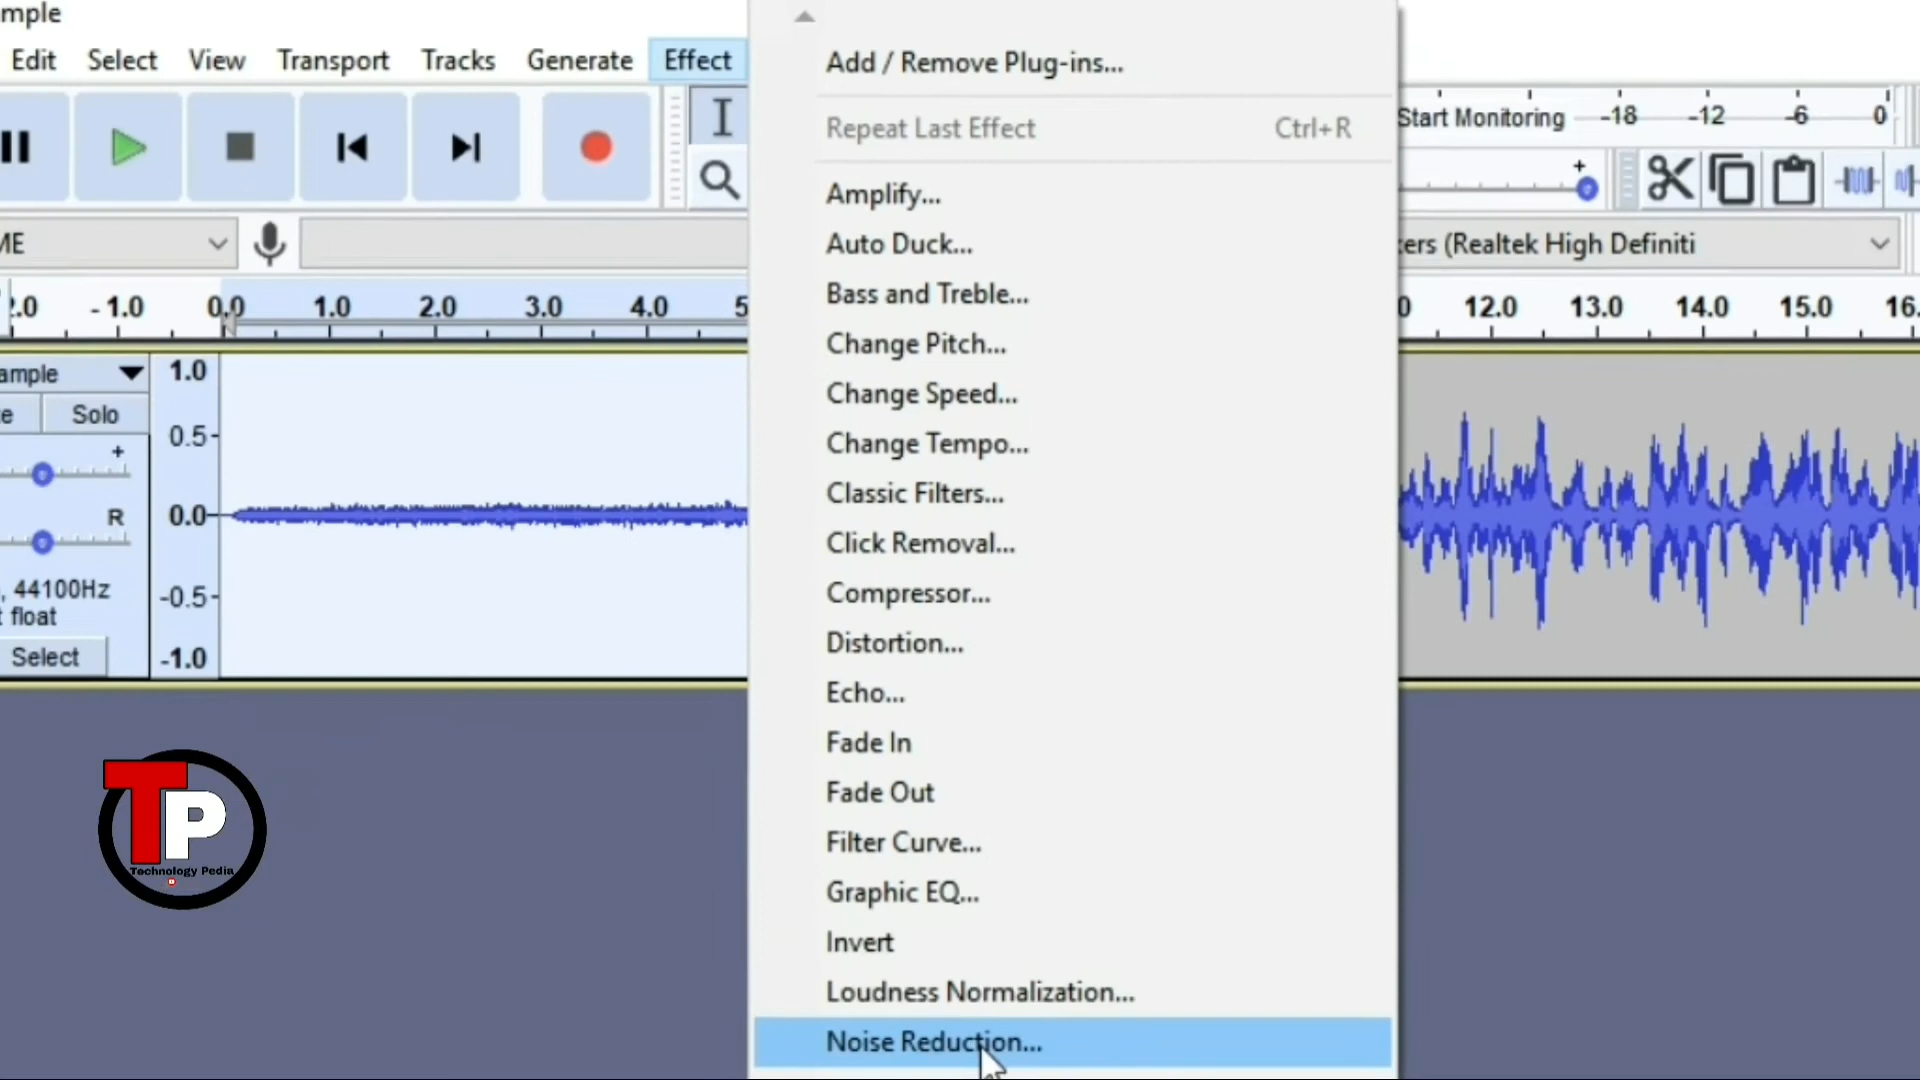 mple
Edit Select View Transport Tracks Generate Effect
Add / Remove Plug-ins...
Repeat Last Effect Ctrl+R
Start Monitoring -18 -12 -6 0
+
Amplify...
Auto Duck...
ME
ers (Realtek High Definiti
Bass and Treble...
2.0 -1.0 0.0 1.0 2.0 3.0 4.0 5
0 12.0 13.0 14.0 15.0 16.
Change Pitch...
Change Speed...
Change Tempo...
Classic Filters...
Click Removal...
Compressor...
Distortion...
Echo...
Fade In
Fade Out
Filter Curve...
Graphic EQ...
Invert
Loudness Normalization...
Noise Reduction...
ample
e Solo
+
R
, 44100Hz
t float
Select
1.0
0.5-
0.0-
-0.5-
-1.0
TP
Technology Pedia